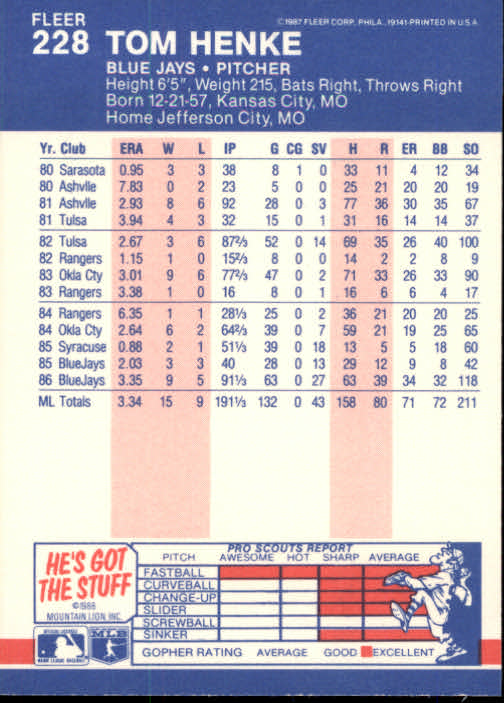 FLEER ©1987 FLEER CORP. PHILA., 19141-PRINTED IN U.S.A.
228 TOM HENKE
BLUE JAYS • PITCHER
Height 6'5", Weight 215, Bats Right, Throws Right
Born 12-21-57, Kansas City, MO
Home Jefferson City, MO
Yr. Club ERA W L IP G CG SV H R ER BB SO
80 Sarasota 0.95 3 3 38 8 1 0 33 11 4 12 34
80 Ashvlle 7.83 0 2 23 5 0 0 25 21 20 20 19
81 Ashvlle 2.93 8 6 92 28 0 3 77 36 30 35 67
81 Tulsa 3.94 4 3 32 15 0 1 31 16 14 14 37
82 Tulsa 2.67 3 6 87⅔ 52 0 14 69 35 26 40 100
82 Rangers 1.15 1 0 15⅔ 8 0 0 14 2 2 8 9
83 Okla Cty 3.01 9 6 77⅔ 47 0 2 71 33 26 33 90
83 Rangers 3.38 1 0 16 8 0 1 16 6 6 4 17
84 Rangers 6.35 1 1 28⅓ 25 0 2 36 21 20 20 25
84 Okla Cty 2.64 6 2 64⅔ 39 0 7 59 21 19 25 65
85 Syracuse 0.88 2 1 51⅓ 39 0 18 13 5 5 18 60
85 BlueJays 2.03 3 3 40 28 0 13 29 12 9 8 42
86 BlueJays 3.35 9 5 91⅓ 63 0 27 63 39 34 32 118
ML Totals 3.34 15 9 191⅓ 132 0 43 158 80 71 72 211
HE'S GOT
THE STUFF
©1986
MOUNTAIN LION, INC.
MLB
PRO SCOUTS REPORT
PITCH AWESOME HOT SHARP AVERAGE
FASTBALL
CURVEBALL
CHANGE-UP
SLIDER
SCREWBALL
SINKER
GOPHER RATING AVERAGE GOOD EXCELLENT